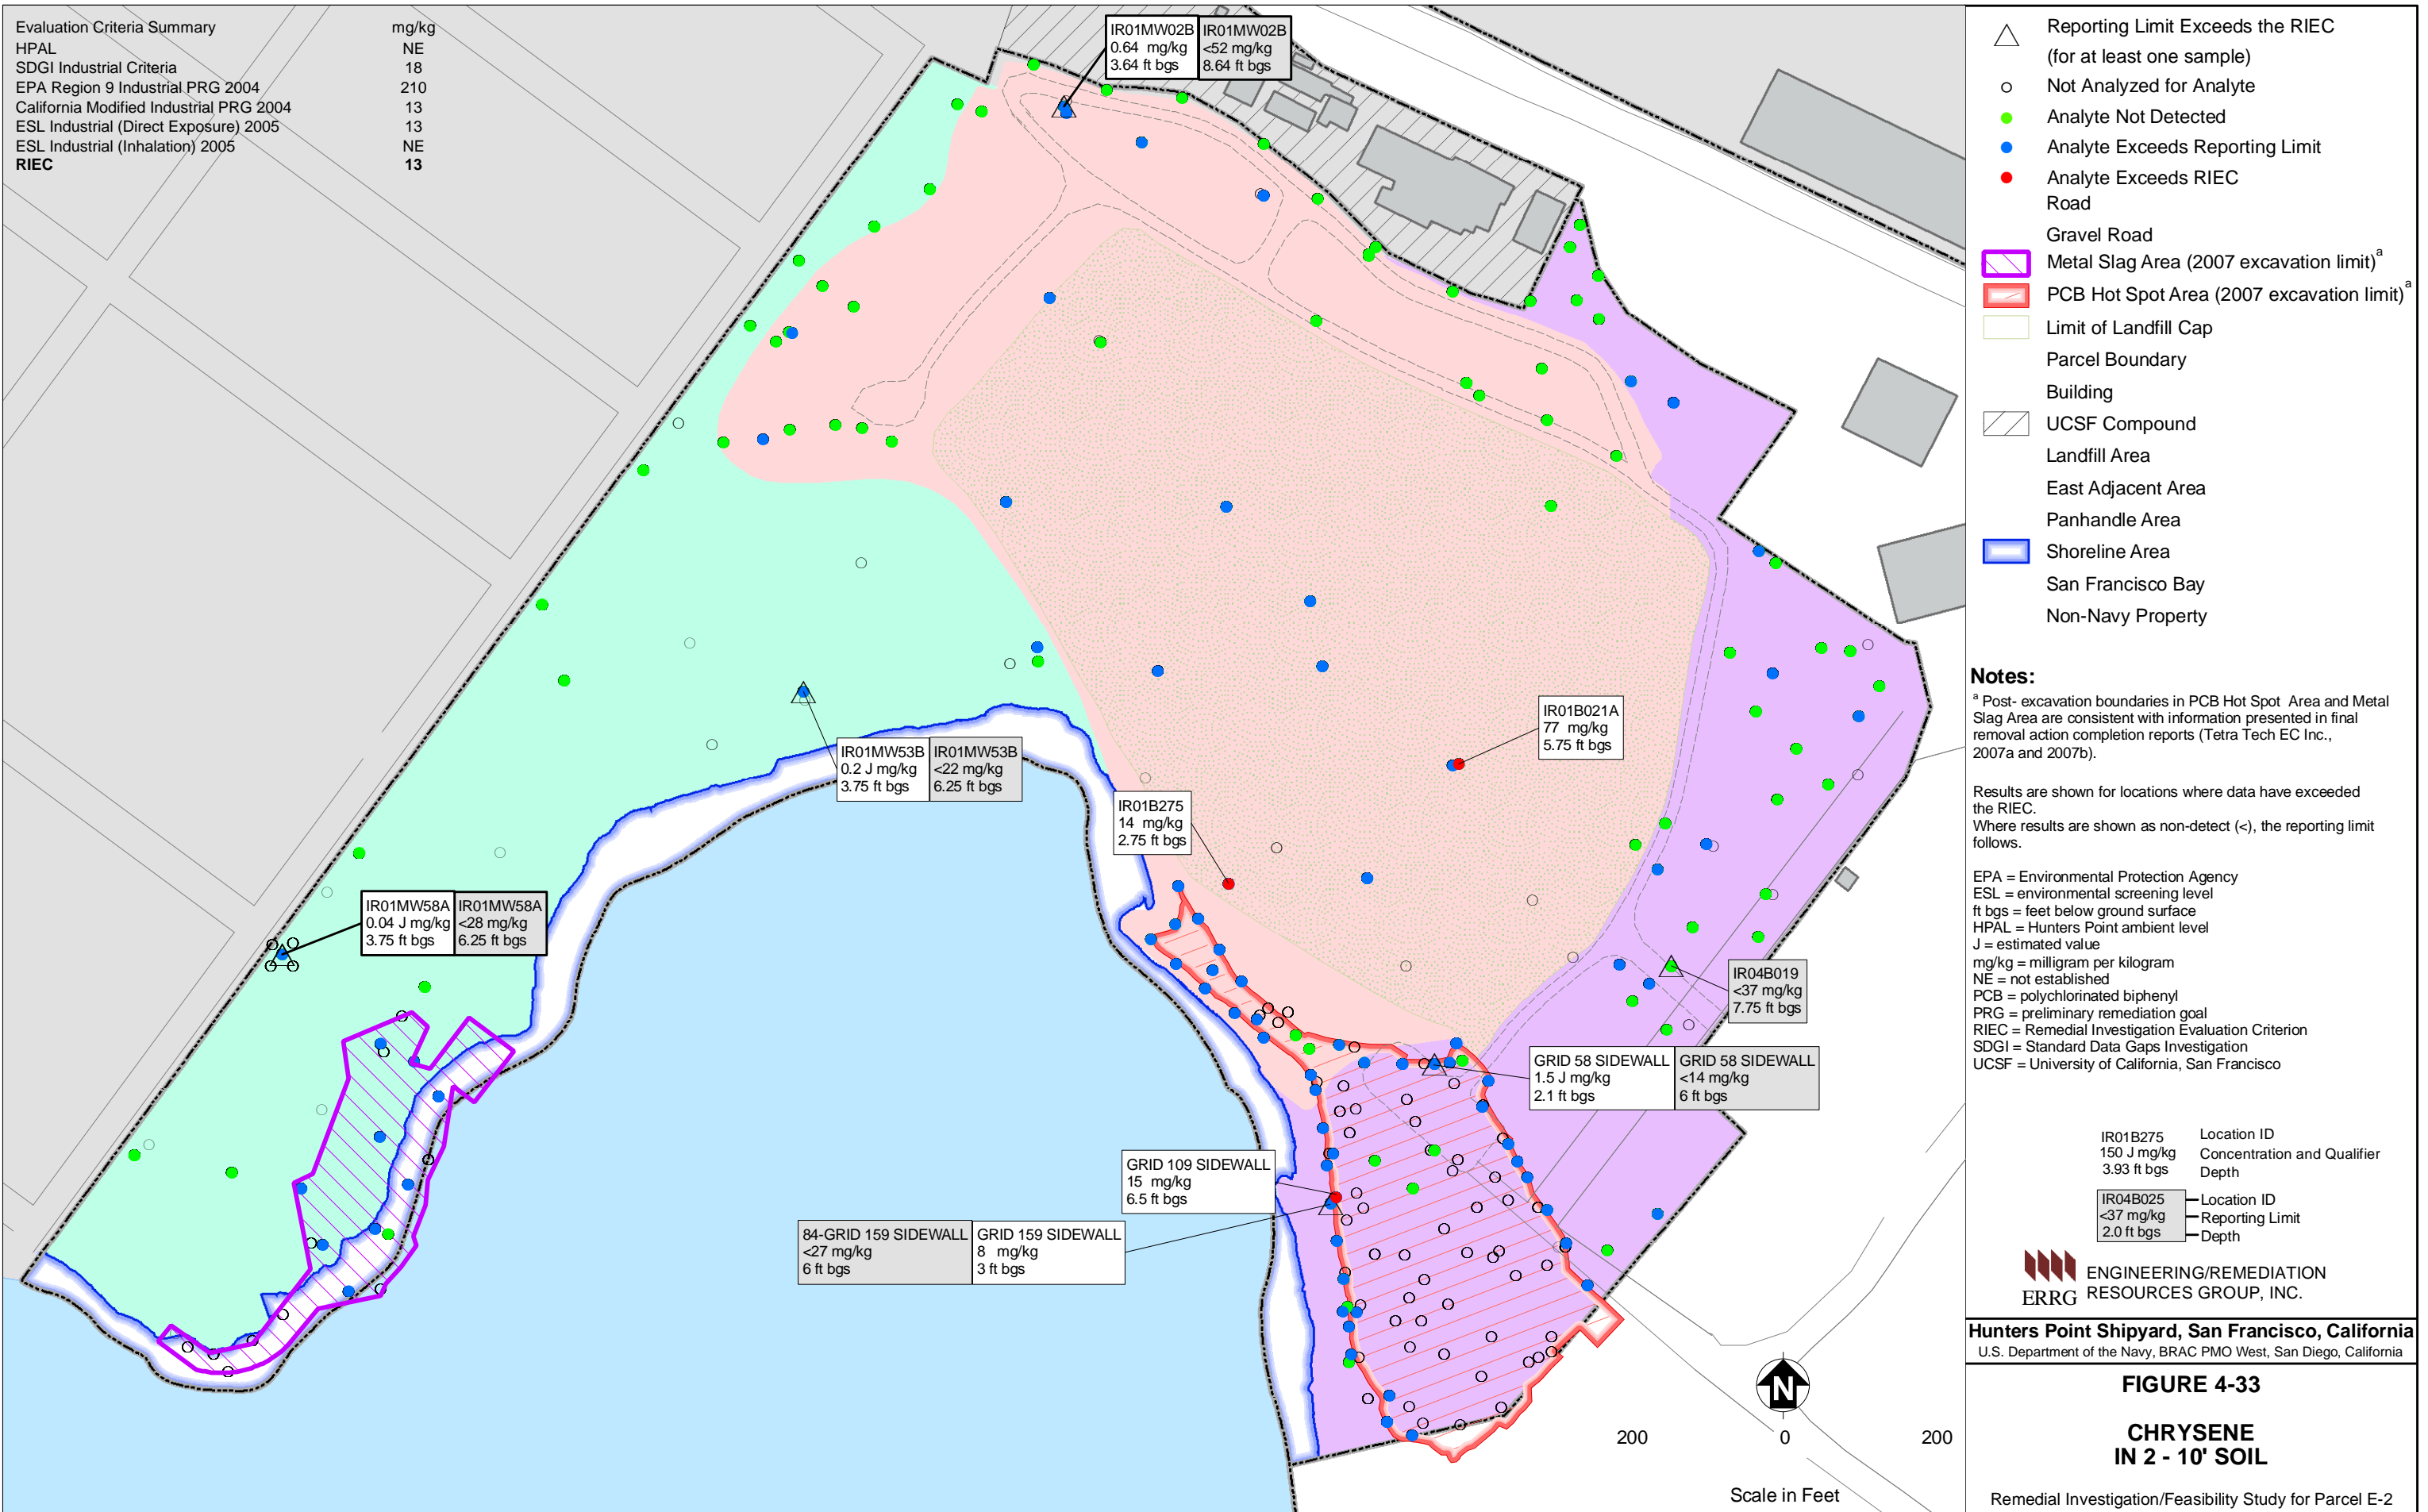 Evaluation Criteria Summary mg/kg
HPAL NE
SDGI Industrial Criteria 18
EPA Region 9 Industrial PRG 2004 210
California Modified Industrial PRG 2004 13
ESL Industrial (Direct Exposure) 2005 13
ESL Industrial (Inhalation) 2005 NE
RIEC 13
IR01MW02B
0.64 mg/kg
3.64 ft bgs
IR01MW02B
<52 mg/kg
8.64 ft bgs
IR01MW53B
0.2 J mg/kg
3.75 ft bgs
IR01MW53B
<22 mg/kg
6.25 ft bgs
IR01B021A
77 mg/kg
5.75 ft bgs
IR01B275
14 mg/kg
2.75 ft bgs
IR01MW58A
0.04 J mg/kg
3.75 ft bgs
IR01MW58A
<28 mg/kg
6.25 ft bgs
IR04B019
<37 mg/kg
7.75 ft bgs
GRID 58 SIDEWALL
1.5 J mg/kg
2.1 ft bgs
GRID 58 SIDEWALL
<14 mg/kg
6 ft bgs
GRID 109 SIDEWALL
15 mg/kg
6.5 ft bgs
84-GRID 159 SIDEWALL
<27 mg/kg
6 ft bgs
GRID 159 SIDEWALL
8 mg/kg
3 ft bgs
N
200 0 200
Scale in Feet
Reporting Limit Exceeds the RIEC
(for at least one sample)
Not Analyzed for Analyte
Analyte Not Detected
Analyte Exceeds Reporting Limit
Analyte Exceeds RIEC
Road
Gravel Road
Metal Slag Area (2007 excavation limit)a
PCB Hot Spot Area (2007 excavation limit)a
Limit of Landfill Cap
Parcel Boundary
Building
UCSF Compound
Landfill Area
East Adjacent Area
Panhandle Area
Shoreline Area
San Francisco Bay
Non-Navy Property
Notes:
a Post- excavation boundaries in PCB Hot Spot Area and Metal
Slag Area are consistent with information presented in final
removal action completion reports (Tetra Tech EC Inc.,
2007a and 2007b).
Results are shown for locations where data have exceeded
the RIEC.
Where results are shown as non-detect (<), the reporting limit
follows.
EPA = Environmental Protection Agency
ESL = environmental screening level
ft bgs = feet below ground surface
HPAL = Hunters Point ambient level
J = estimated value
mg/kg = milligram per kilogram
NE = not established
PCB = polychlorinated biphenyl
PRG = preliminary remediation goal
RIEC = Remedial Investigation Evaluation Criterion
SDGI = Standard Data Gaps Investigation
UCSF = University of California, San Francisco
IR01B275 Location ID
150 J mg/kg Concentration and Qualifier
3.93 ft bgs Depth
IR04B025 Location ID
<37 mg/kg Reporting Limit
2.0 ft bgs Depth
ERRG
ENGINEERING/REMEDIATION
RESOURCES GROUP, INC.
Hunters Point Shipyard, San Francisco, California
U.S. Department of the Navy, BRAC PMO West, San Diego, California
FIGURE 4-33
CHRYSENE
IN 2 - 10' SOIL
Remedial Investigation/Feasibility Study for Parcel E-2